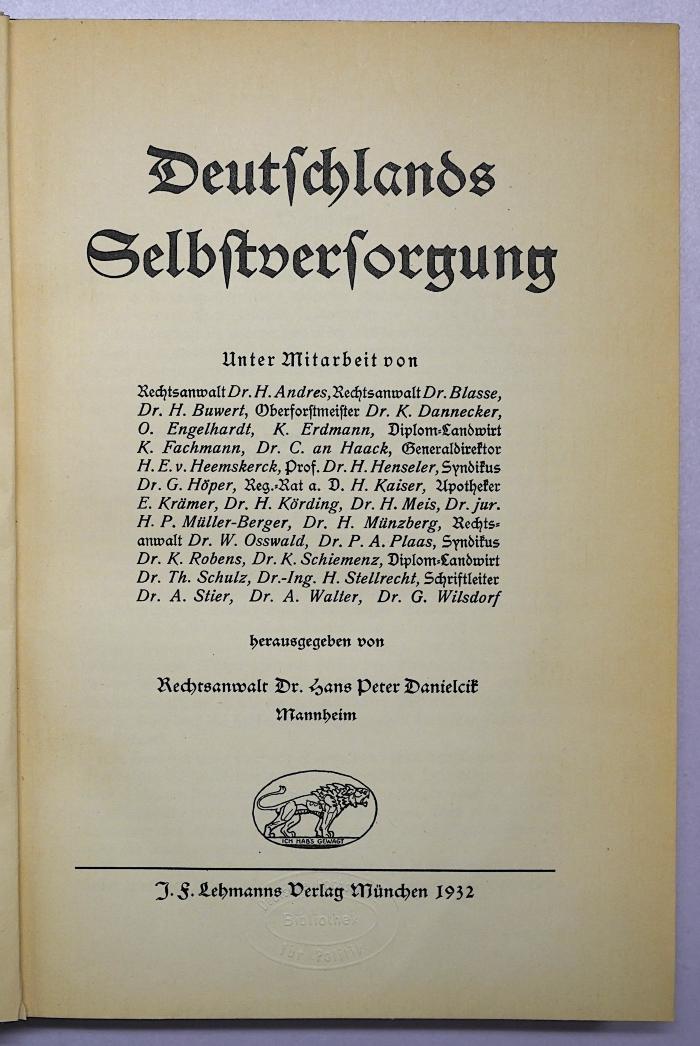 Deutschlands
Selbstversorgung
Unter Mitarbeit von
Rechtsanwalt Dr. H. Andres, Rechtsanwalt Dr. Blasse,
Dr. H. Buwert, Oberforstmeister Dr. K. Dannecker,
O. Engelhardt, K. Erdmann, Diplom-Landwirt
K. Fachmann, Dr. C. an Haack, Generaldirektor
H. E. v. Heemskerck, Prof. Dr. H. Henseler, Syndikus
Dr. G. Höper, Reg.-Rat a. D. H. Kaiser, Apotheker
E. Krämer, Dr. H. Körding, Dr. H. Meis, Dr. jur.
H. P. Müller-Berger, Dr. H. Münzberg, Rechts-
anwalt Dr. W. Osswald, Dr. P. A. Plaas, Syndikus
Dr. K. Robens, Dr. K. Schiemenz, Diplom-Landwirt
Dr. Th. Schulz, Dr.-Ing. H. Stellrecht, Schriftleiter
Dr. A. Stier, Dr. A. Walter, Dr. G. Wilsdorf
herausgegeben von
Rechtsanwalt Dr. Hans Peter Danielcik
Mannheim
ICH HABS GEWAGT
J. F. Lehmanns Verlag München 1932
Bibliothek
für Politik